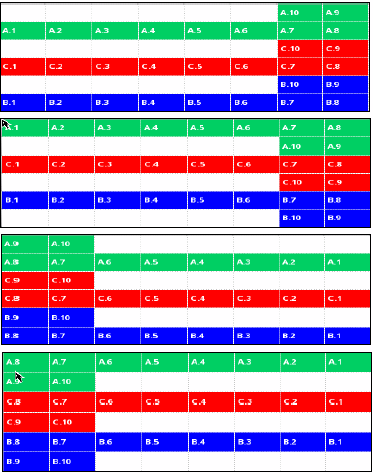 A.10 A.9
A.1 A.2 A.3 A.4 A.5 A.6 A.7 A.8
C.10 C.9
C.1 C.2 C.3 C.4 C.5 C.6 C.7 C.8
B.10 B.9
B.1 B.2 B.3 B.4 B.5 B.6 B.7 B.8
A.1 A.2 A.3 A.4 A.5 A.6 A.7 A.8
A.10 A.9
C.1 C.2 C.3 C.4 C.5 C.6 C.7 C.8
C.10 C.9
B.1 B.2 B.3 B.4 B.5 B.6 B.7 B.8
B.10 B.9
A.9 A.10
A.8 A.7 A.6 A.5 A.4 A.3 A.2 A.1
C.9 C.10
C.8 C.7 C.6 C.5 C.4 C.3 C.2 C.1
B.9 B.10
B.8 B.7 B.6 B.5 B.4 B.3 B.2 B.1
A.8 A.7 A.6 A.5 A.4 A.3 A.2 A.1
A.9 A.10
C.8 C.7 C.6 C.5 C.4 C.3 C.2 C.1
C.9 C.10
B.8 B.7 B.6 B.5 B.4 B.3 B.2 B.1
B.9 B.10